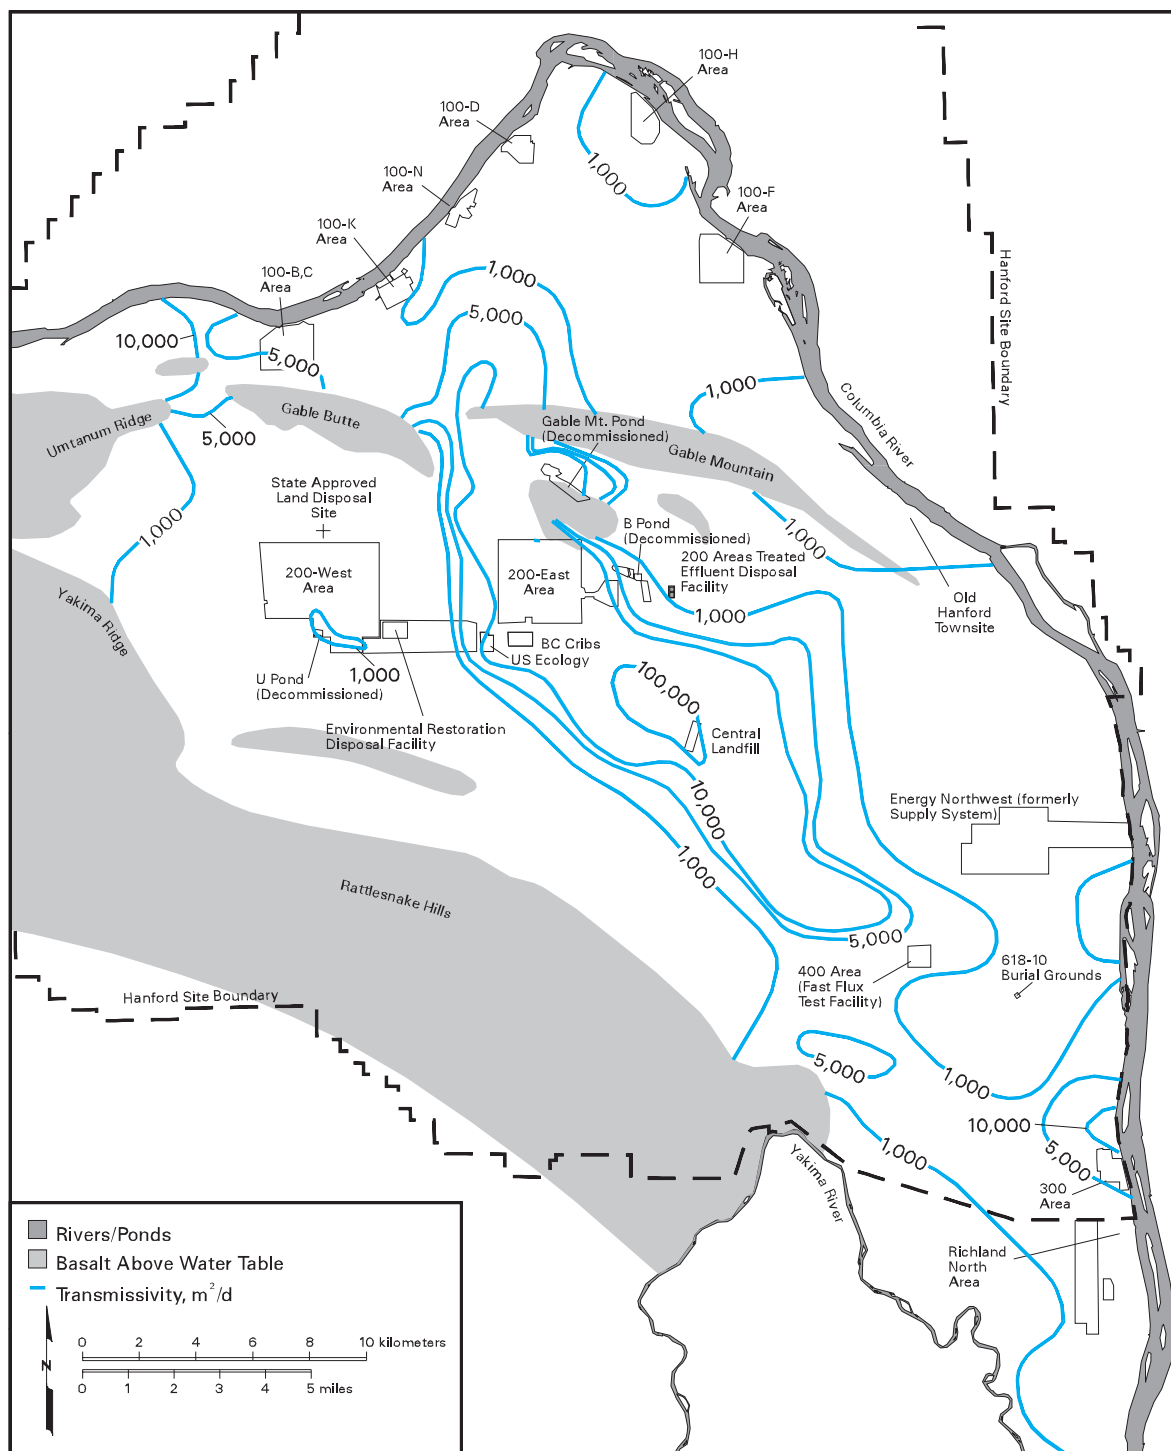 100-H
Area
100-D
Area
1,000
100-N
Area
100-F
Area
100-K
Area
Hanford Site Boundary
100-B,C
Area
1,000
10,000
5,000
5,000
1,000
Columbia River
Umtanum Ridge
5,000
Gable Butte
Gable Mt. Pond
(Decommissioned)
Gable Mountain
State Approved
Land Disposal
Site
1,000
B Pond
(Decommissioned)
1,000
200-West
Area
200-East
Area
200 Areas Treated
Effluent Disposal
Facility
Old
Hanford
Townsite
1,000
Yakima Ridge
BC Cribs
US Ecology
1,000
U Pond
(Decommissioned)
100,000
Environmental Restoration
Disposal Facility
Central
Landfill
10,000
Energy Northwest (formerly
Supply System)
1,000
Rattlesnake Hills
5,000
400 Area
(Fast Flux
Test Facility)
618-10
Burial Grounds
Hanford Site Boundary
5,000
1,000
10,000
1,000
5,000
300
Area
Yakima River
Richland
North
Area
Rivers/Ponds
Basalt Above Water Table
Transmissivity, m²/d
N
0 2 4 6 8 10 kilometers
0 1 2 3 4 5 miles